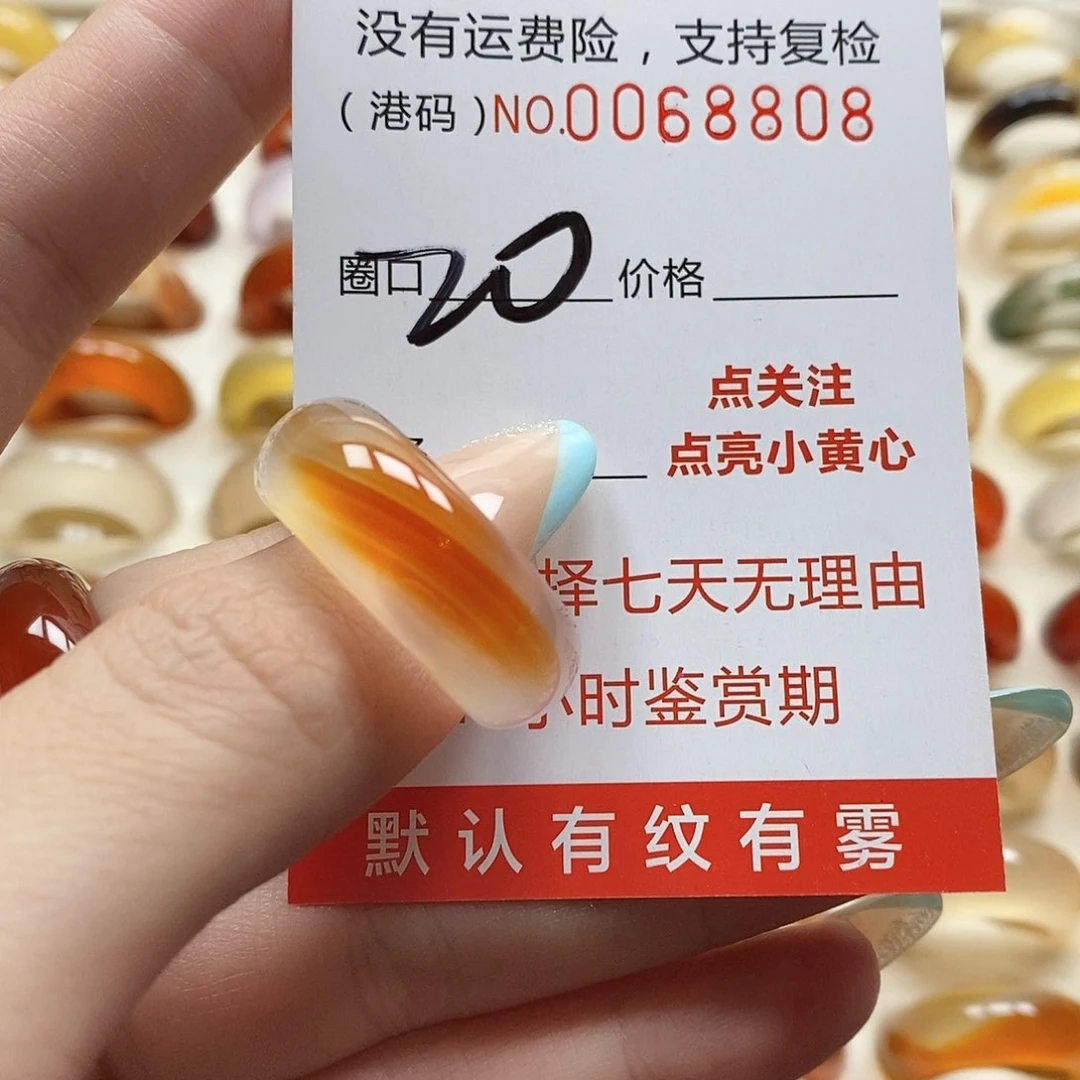 没有运费险，支持复检
（港码）NO.0068808
圈口 20 价格
点关注
点亮小黄心
择七天无理由
小时鉴赏期
默认有纹有雾